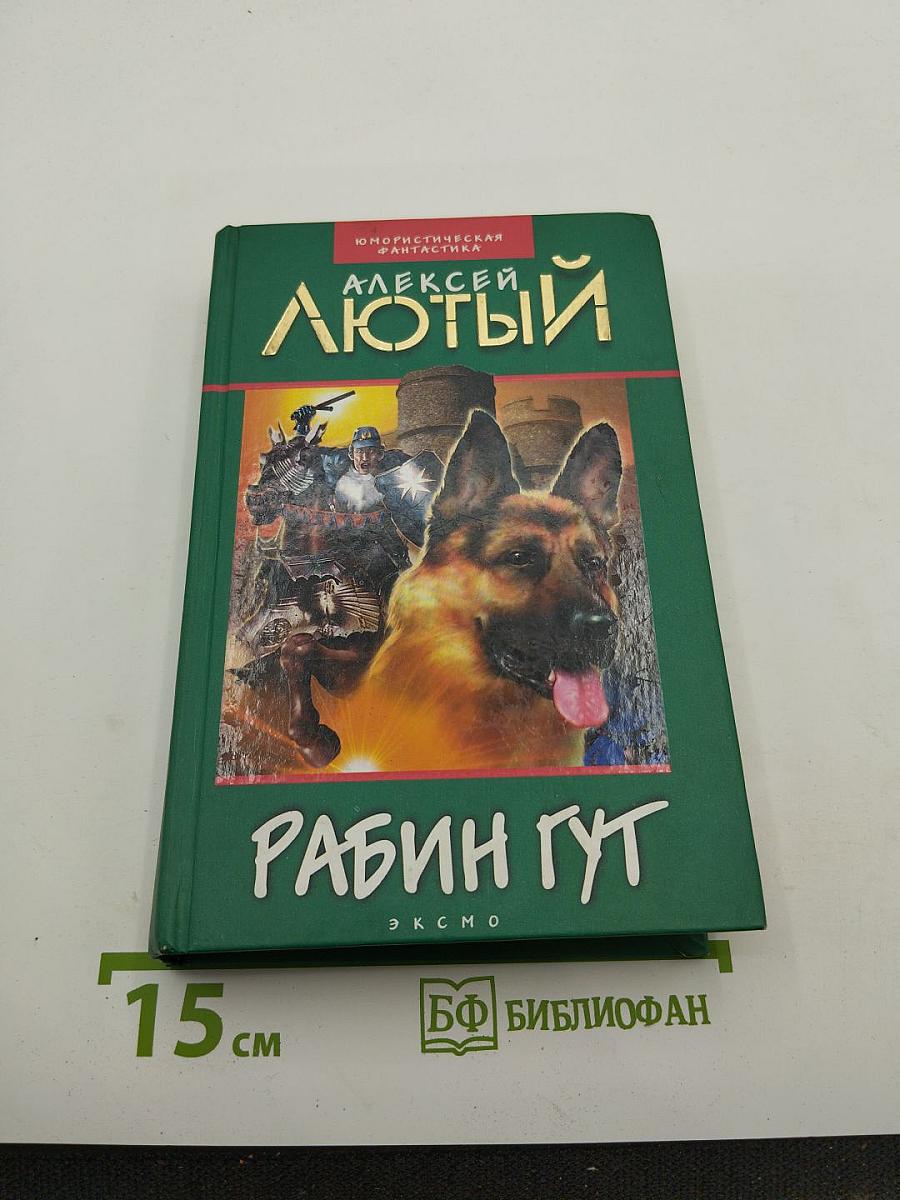 ЮМОРИСТИЧЕСКАЯ
ФАНТАСТИКА
АЛЕКСЕЙ
ЛЮТЫЙ
РАБИН ГУТ
ЭКСМО
15 см
БФ БИБЛИОФАН